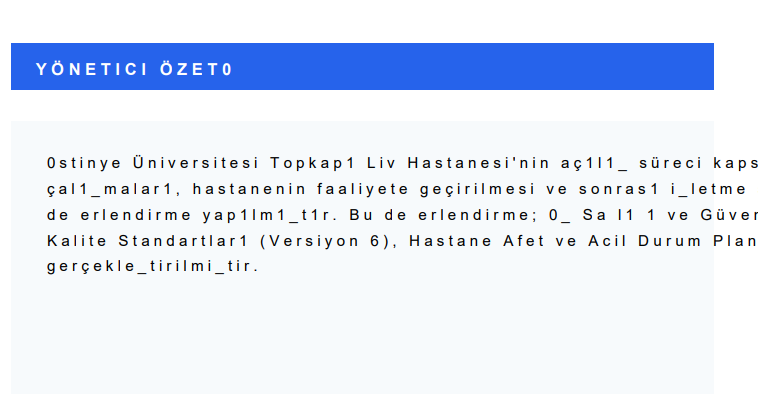 YÖNETICI ÖZET0
0stinye Üniversitesi Topkap1 Liv Hastanesi'nin aç1l1_ süreci kaps
çal1_malar1, hastanenin faaliyete geçirilmesi ve sonras1 i_letme
de erlendirme yap1lm1_t1r. Bu de erlendirme; 0_ Sa l1 1 ve Güven
Kalite Standartlar1 (Versiyon 6), Hastane Afet ve Acil Durum Plan
gerçekle_tirilmi_tir.